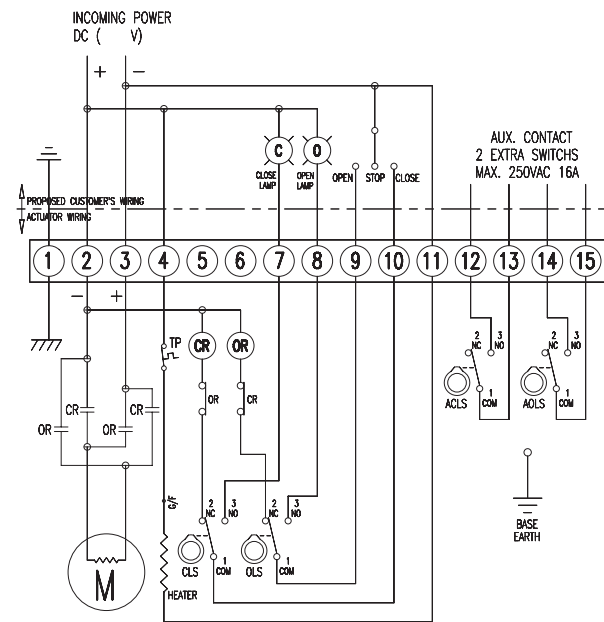 INCOMING POWER
DC (       V)
+
−
AUX. CONTACT
2 EXTRA SWITCHS
MAX. 250VAC 16A
C
O
CLOSE LAMP
OPEN LAMP
OPEN
STOP
CLOSE
PROPOSED CUSTOMER'S WIRING
ACTUATOR WIRING
1 2 3 4 5 6 7 8 9 10 11 12 13 14 15
−
+
TP
CR
OR
2 NC
3 NO
2 NC
3 NO
OR
CR
ACLS
1 COM
AOLS
1 COM
CR
OR
CR
OR
G/F
2 NC
3 NO
2 NC
3 NO
BASE EARTH
CLS
1 COM
OLS
1 COM
M
HEATER